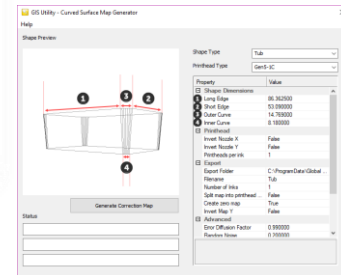 GIS Utility - Curved Surface Map Generator
Help
Shape Preview
Shape Type
Tub
Printhead Type
Gen5-1C
1
3
2
4
Property Value
Shape Dimensions
1 Long Edge 86.362500
2 Short Edge 53.090000
3 Outer Curve 14.789000
4 Inner Curve 8.180000
Printhead
Invert Nozzle X False
Invert Nozzle Y False
Printheads per ink 1
Export
Export Folder C:\ProgramData\Global ...
Filename Tub
Number of Inks 1
Split map into printhead ... False
Create zero map True
Invert Map Y False
Advanced
Error Diffusion Factor 0.990000
Random Noise 0.200000
Generate Correction Map
Status